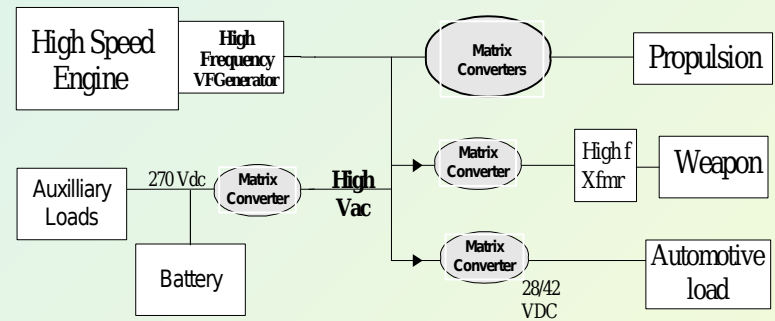 High Speed
Engine
High
Frequency
VFGenerator
Matrix
Converters
Propulsion
Matrix
Converter
High f
Xfmr
Weapon
Auxilliary
Loads
270 Vdc
Matrix
Converter
High
Vac
Battery
Matrix
Converter
28/42
VDC
Automotive
load